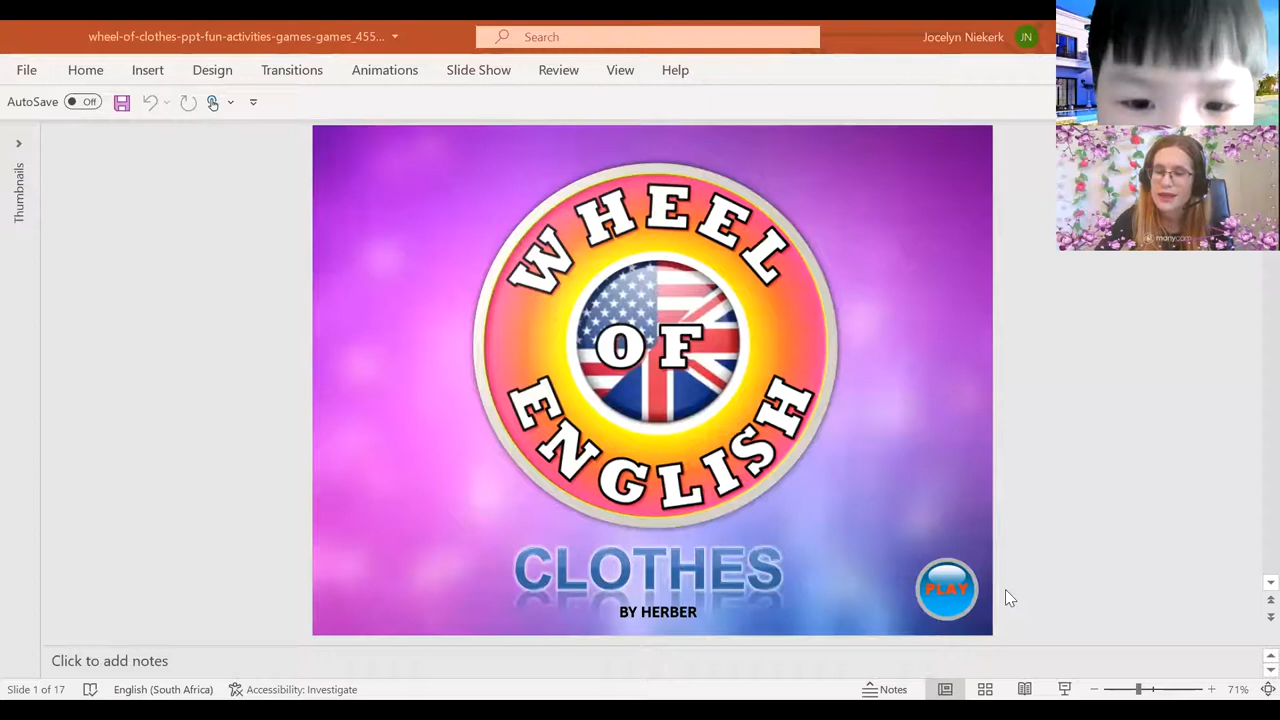 wheel-of-clothes-ppt-fun-activities-games-games_455...
Search
Jocelyn Niekerk
JN
File
Home
Insert
Design
Transitions
Animations
Slide Show
Review
View
Help
AutoSave
Off
Thumbnails
WHEEL
OF
ENGLISH
CLOTHES
BY HERBER
PLAY
manycam
Click to add notes
Slide 1 of 17
English (South Africa)
Accessibility: Investigate
Notes
71%